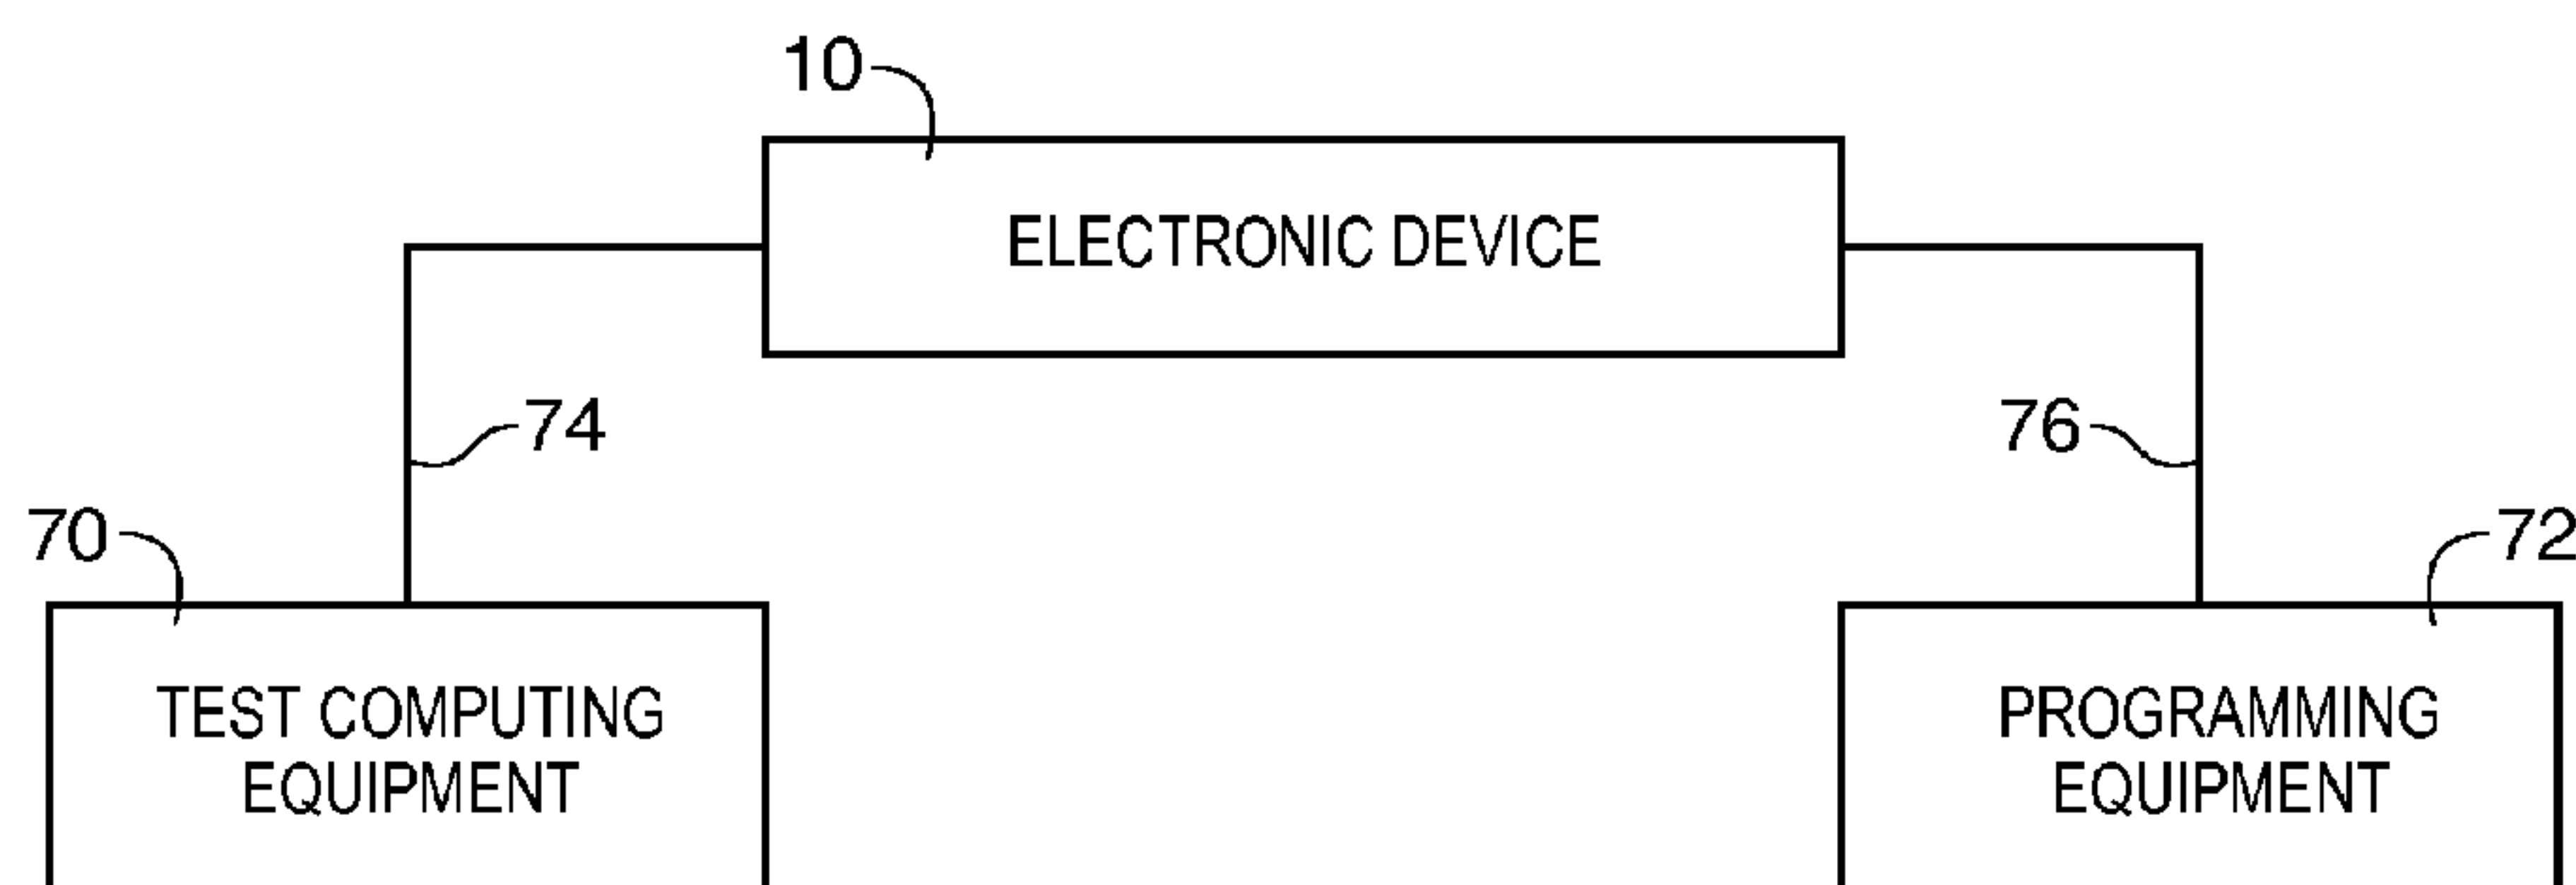 10
ELECTRONIC DEVICE
74
76
70
72
TEST COMPUTING
EQUIPMENT
PROGRAMMING
EQUIPMENT